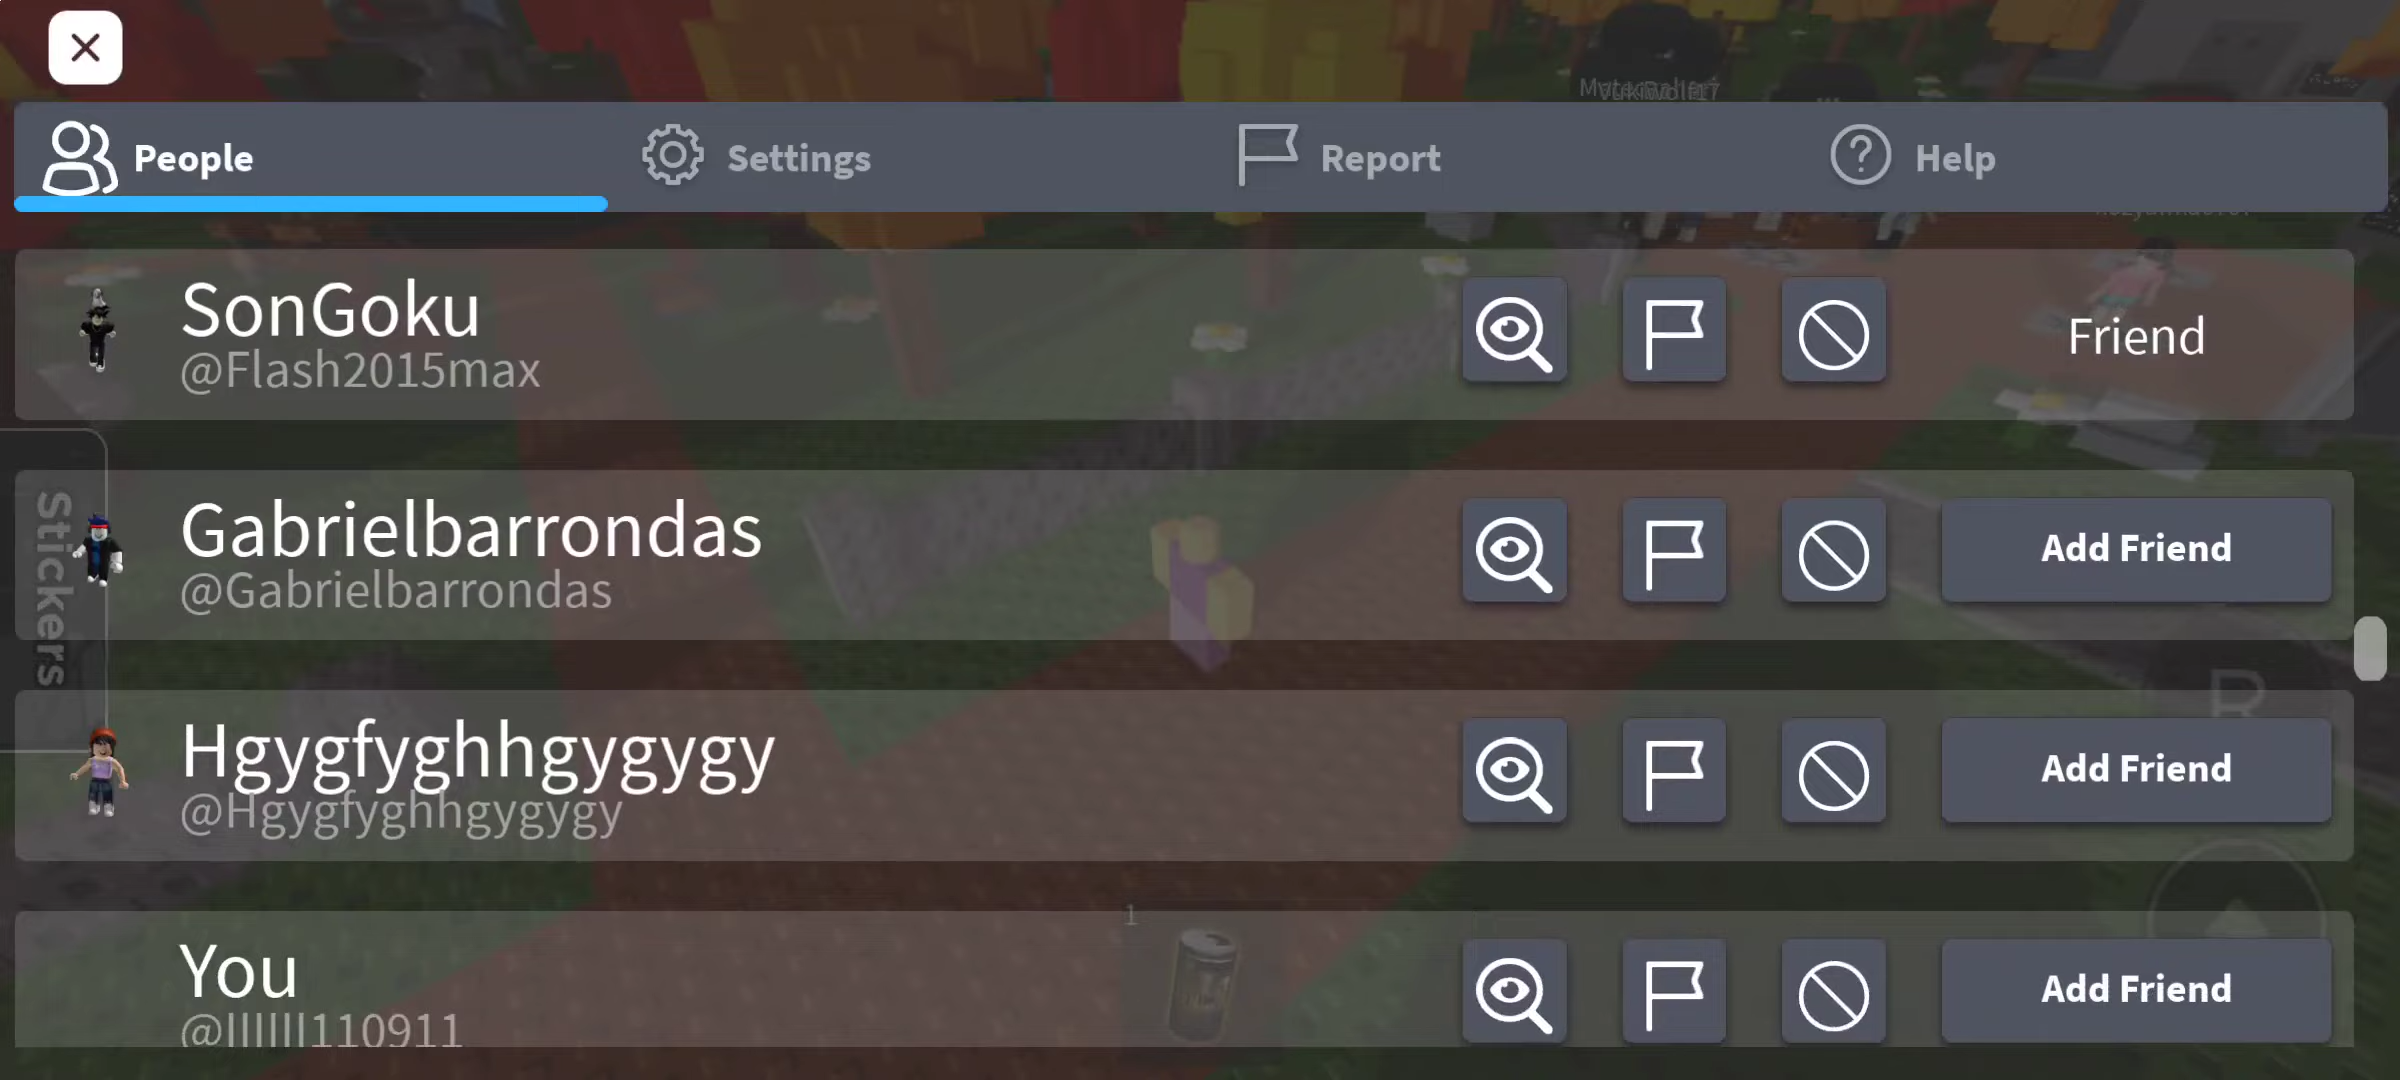 People
Settings
Report
Help
SonGoku
@Flash2015max
Friend
Gabrielbarrondas
@Gabrielbarrondas
Add Friend
Stickers
Hgygfyghhgygygy
@Hgygfyghhgygygy
Add Friend
R
1
You
Add Friend